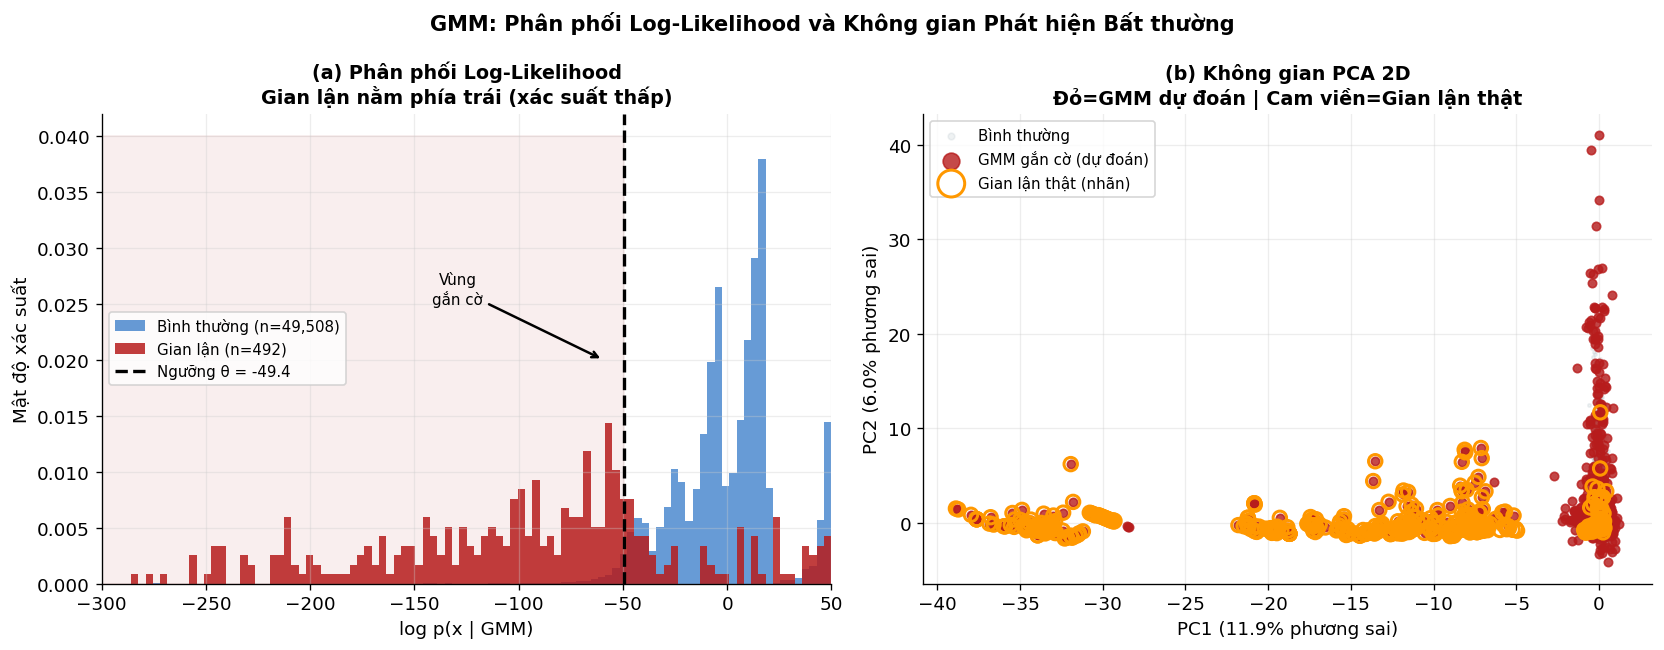 GMM: Phân phối Log-Likelihood và Không gian Phát hiện Bất thường
(a) Phân phối Log-Likelihood
Gian lận nằm phía trái (xác suất thấp)
Mật độ xác suất
0.040
0.035
0.030
0.025
0.020
0.015
0.010
0.005
0.000
Vùng
gắn cờ
Bình thường (n=49,508)
Gian lận (n=492)
Ngưỡng θ = -49.4
−300
−250
−200
−150
−100
−50
0
50
log p(x | GMM)
(b) Không gian PCA 2D
Đỏ=GMM dự đoán | Cam viền=Gian lận thật
Bình thường
GMM gắn cờ (dự đoán)
Gian lận thật (nhãn)
PC2 (6.0% phương sai)
40
30
20
10
0
−40
−35
−30
−25
−20
−15
−10
−5
0
PC1 (11.9% phương sai)